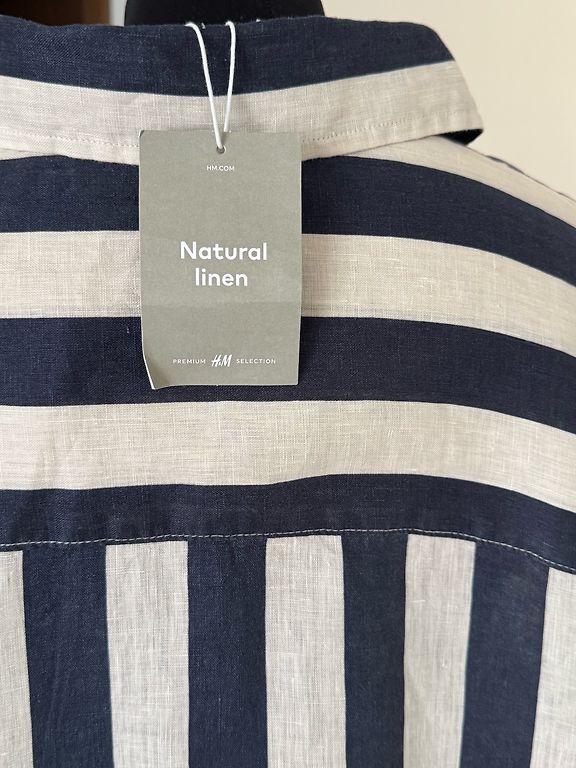 HM.COM
Natural
linen
PREMIUM H&M SELECTION